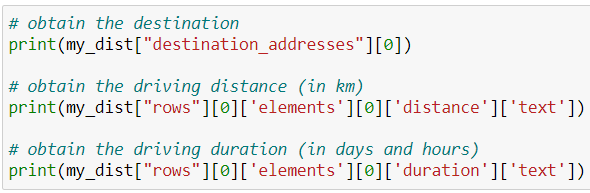 # obtain the destination
print(my_dist["destination_addresses"][0])
# obtain the driving distance (in km)
print(my_dist["rows"][0]['elements'][0]['distance']['text'])
# obtain the driving duration (in days and hours)
print(my_dist["rows"][0]['elements'][0]['duration']['text'])